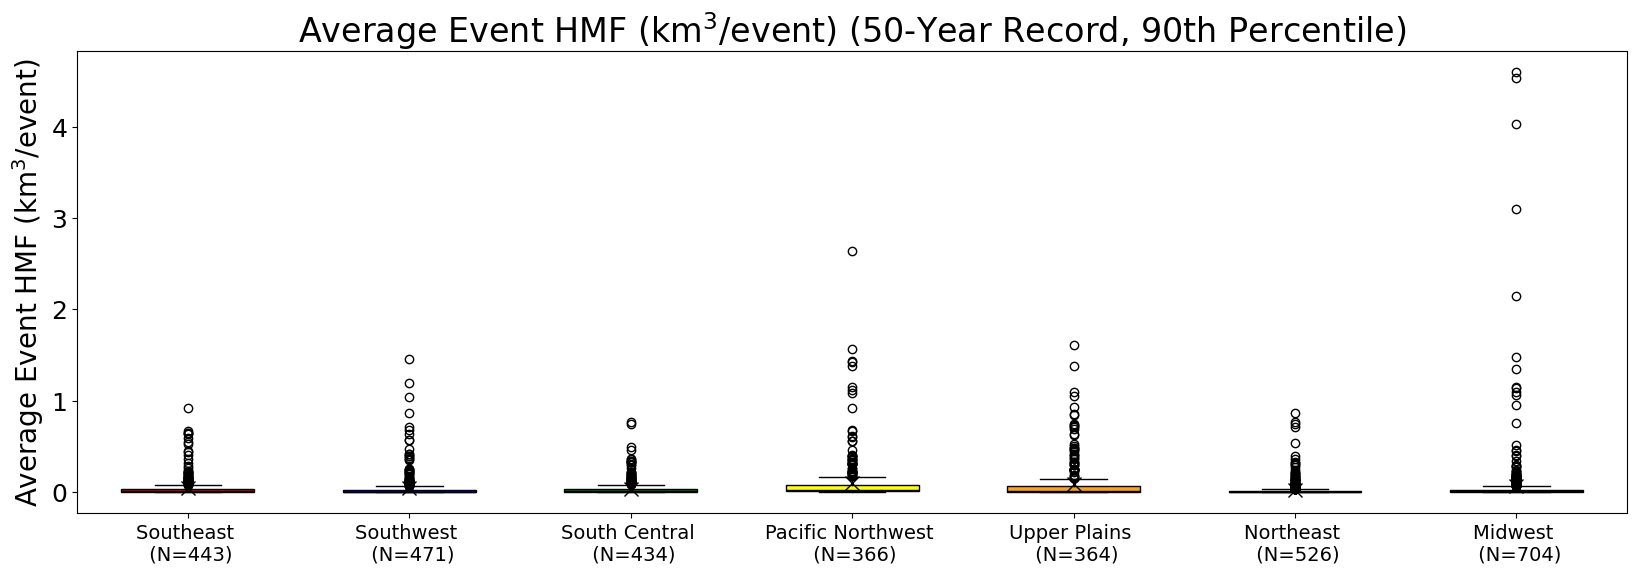 Average Event HMF (km³/event) (50-Year Record, 90th Percentile)
Average Event HMF (km³/event)
4
3
2
1
0
Southeast
(N=443)
Southwest
(N=471)
South Central
(N=434)
Pacific Northwest
(N=366)
Upper Plains
(N=364)
Northeast
(N=526)
Midwest
(N=704)